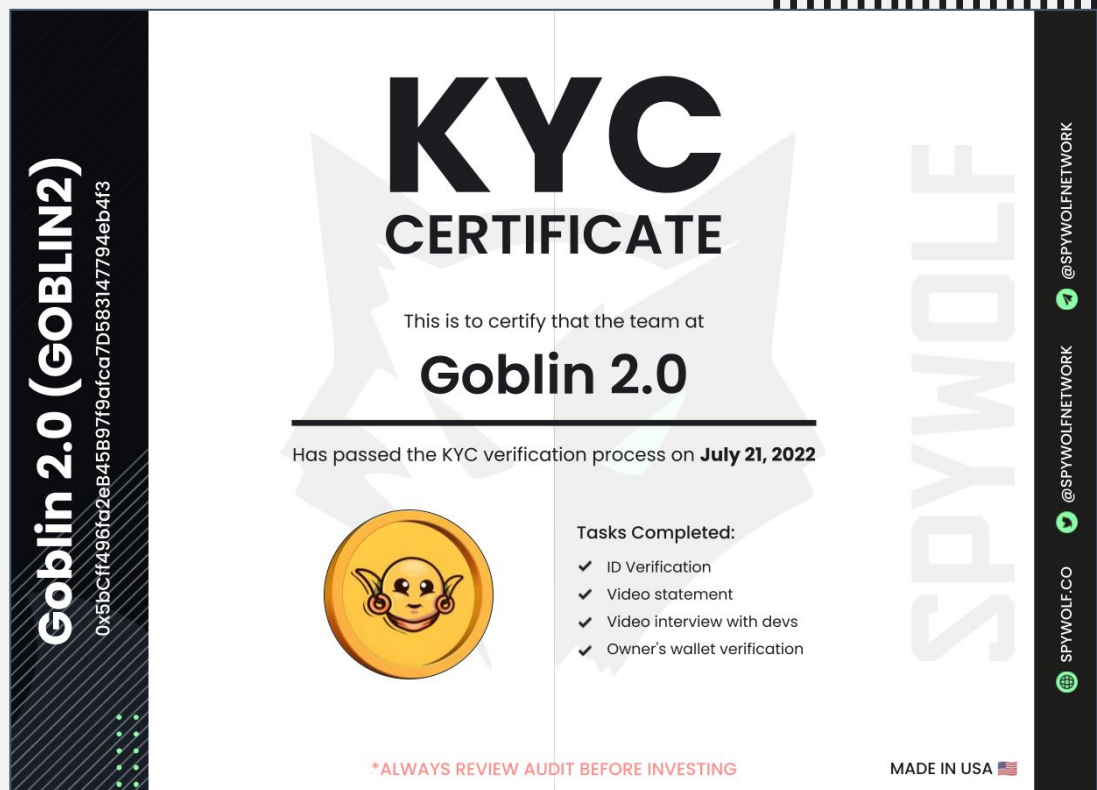 Goblin 2.0 (GOBLIN2)
0x5bCff496fd2eB45B97f9afca7D583147794eb4f3
KYC
CERTIFICATE
This is to certify that the team at
Goblin 2.0
Has passed the KYC verification process on July 21, 2022
Tasks Completed:
ID Verification
Video statement
Video interview with devs
Owner's wallet verification
*ALWAYS REVIEW AUDIT BEFORE INVESTING
MADE IN USA
SPYWOLF
SPYWOLF.CO
@SPYWOLFNETWORK
@SPYWOLFNETWORK